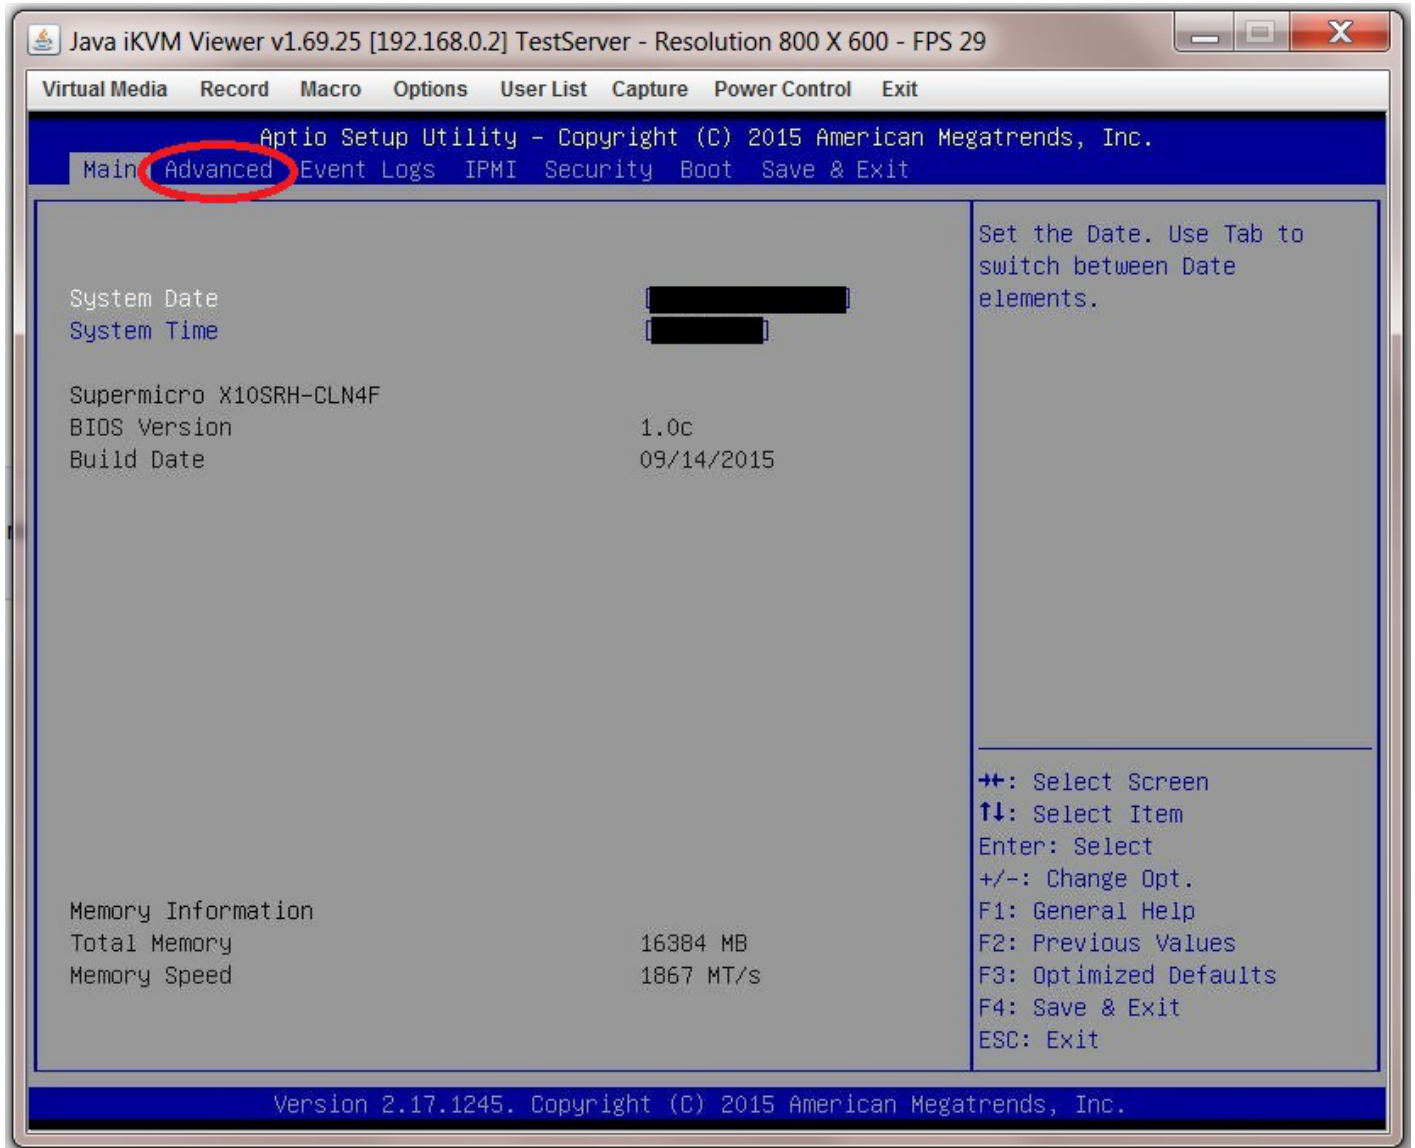 Java iKVM Viewer v1.69.25 [192.168.0.2] TestServer - Resolution 800 X 600 - FPS 29
Virtual Media Record Macro Options User List Capture Power Control Exit
Aptio Setup Utility - Copyright (C) 2015 American Megatrends, Inc.
Main Advanced Event Logs IPMI Security Boot Save & Exit
System Date [ ]
System Time [ ]
Supermicro X10SRH-CLN4F
BIOS Version 1.0c
Build Date 09/14/2015
Memory Information
Total Memory 16384 MB
Memory Speed 1867 MT/s
Set the Date. Use Tab to
switch between Date
elements.
→←: Select Screen
↑↓: Select Item
Enter: Select
+/-: Change Opt.
F1: General Help
F2: Previous Values
F3: Optimized Defaults
F4: Save & Exit
ESC: Exit
Version 2.17.1245. Copyright (C) 2015 American Megatrends, Inc.